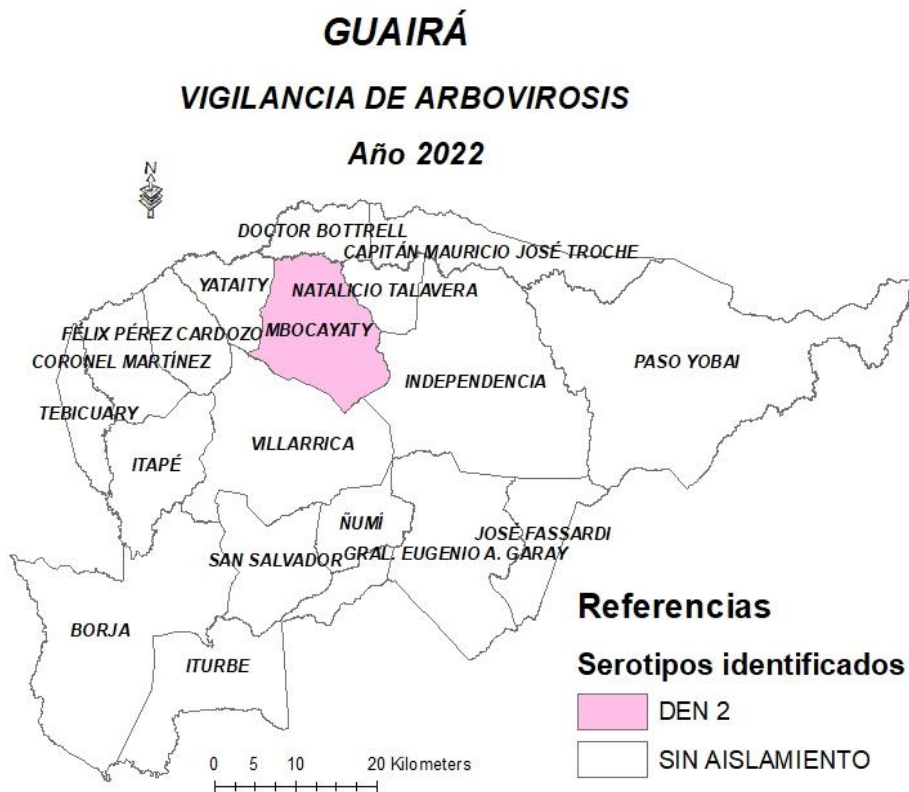 GUAIRÁ
VIGILANCIA DE ARBOVIROSIS
Año 2022
N
DOCTOR BOTTRELL
CAPITÁN MAURICIO JOSÉ TROCHE
YATAITY
NATALICIO TALAVERA
FÉLIX PÉREZ CARDOZO
MBOCAYATY
CORONEL MARTÍNEZ
PASO YOBAI
INDEPENDENCIA
TEBICUARY
VILLARRICA
ITAPÉ
ÑUMÍ
JOSÉ FASSARDI
SAN SALVADOR
GRAL. EUGENIO A. GARAY
BORJA
ITURBE
Referencias
Serotipos identificados
DEN 2
SIN AISLAMIENTO
0 5 10 20 Kilometers